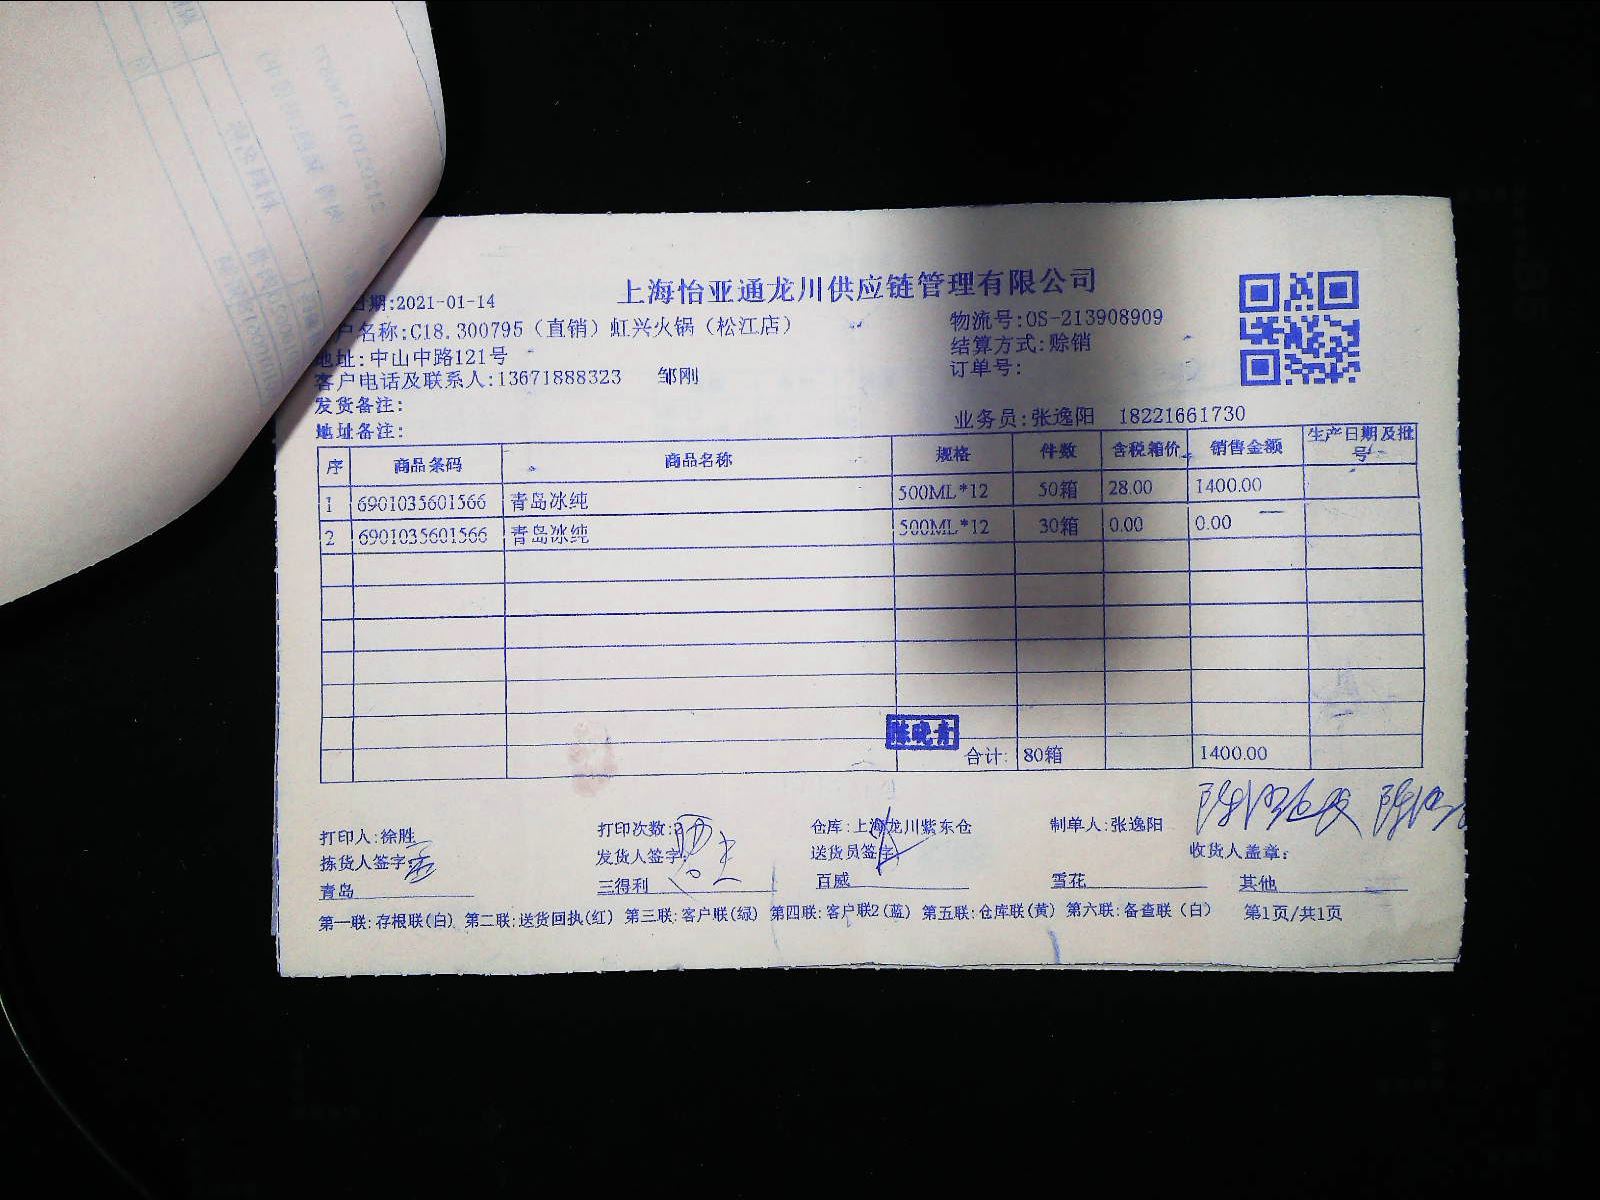 上海怡亚通龙川供应链管理有限公司
日期:2021-01-14
户名称:C18.300795（直销）虹兴火锅（松江店）
物流号:OS-213908909
地址:中山中路121号
结算方式:赊销
客户电话及联系人:13671888323 邹刚
订单号:
发货备注:
业务员:张逸阳 18221661730
地址备注:
序 商品条码 商品名称 规格 件数 含税箱价 销售金额 生产日期及批号
1 6901035601566 青岛冰纯 500ML*12 50箱 28.00 1400.00
2 6901035601566 青岛冰纯 500ML*12 30箱 0.00 0.00
陈晓青
合计: 80箱 1400.00
打印人:徐胜 打印次数: 仓库:上海龙川紫东仓 制单人:张逸阳
拣货人签字: 发货人签字: 送货员签字: 收货人盖章:
青岛 三得利 百威 雪花 其他
第一联:存根联(白) 第二联:送货回执(红) 第三联:客户联(绿) 第四联:客户联2(蓝) 第五联:仓库联(黄) 第六联:备查联（白） 第1页/共1页